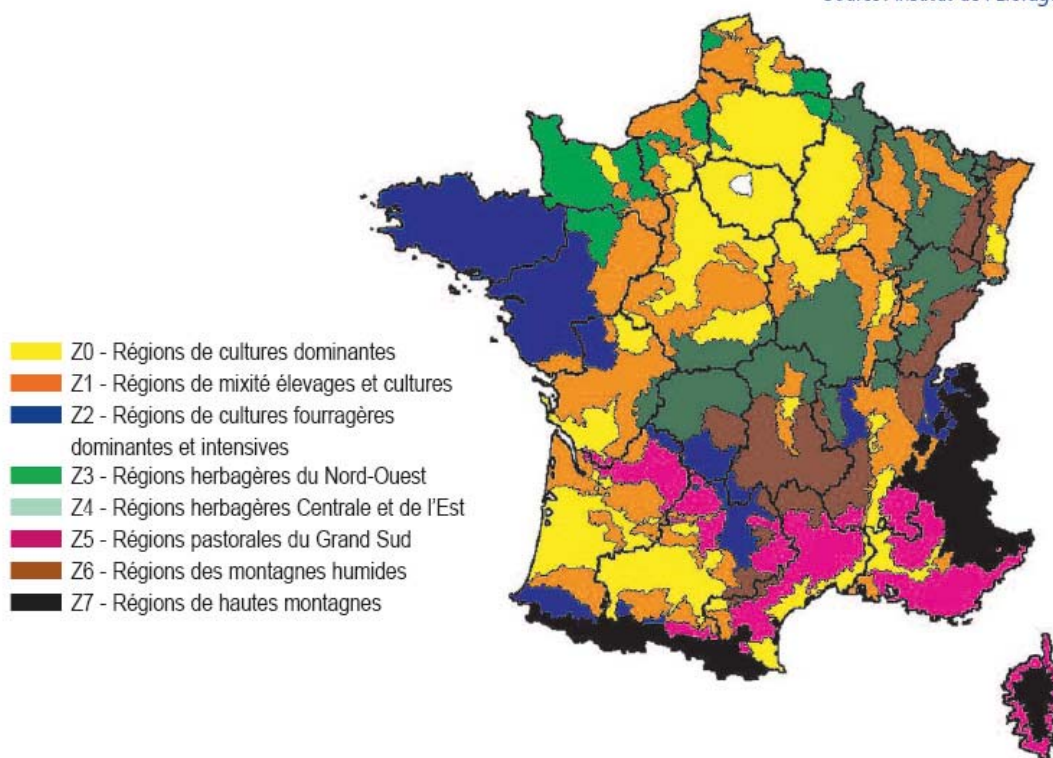 Z0 - Régions de cultures dominantes
Z1 - Régions de mixité élevages et cultures
Z2 - Régions de cultures fourragères
dominantes et intensives
Z3 - Régions herbagères du Nord-Ouest
Z4 - Régions herbagères Centrale et de l'Est
Z5 - Régions pastorales du Grand Sud
Z6 - Régions des montagnes humides
Z7 - Régions de hautes montagnes